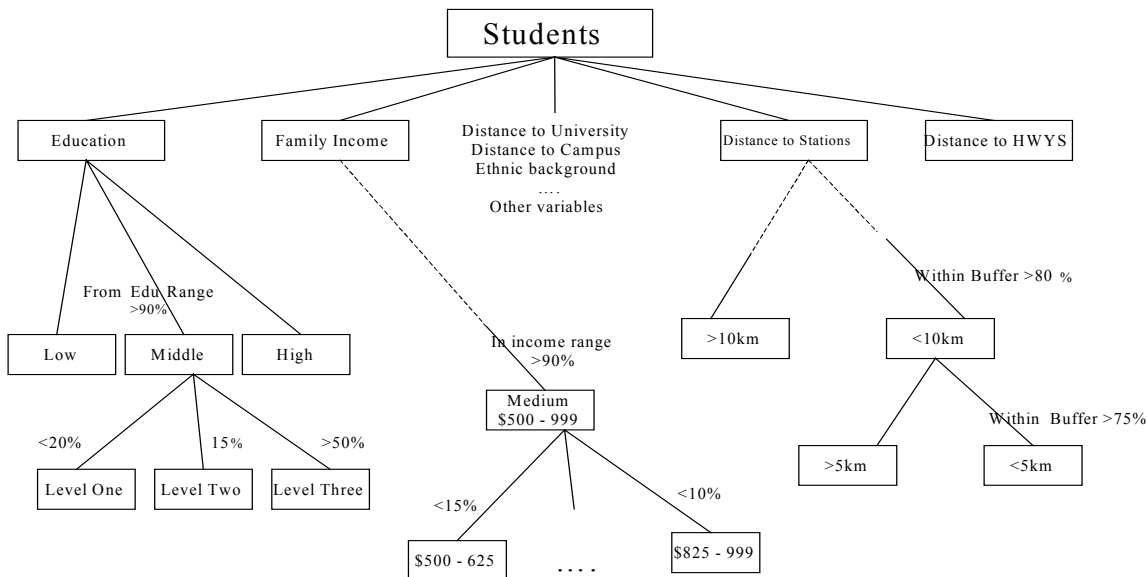 Students
Education
Family Income
Distance to University
Distance to Campus
Ethnic background
....
Other variables
Distance to Stations
Distance to HWYS
From Edu Range
>90%
Within Buffer >80 %
Low
Middle
High
In income range
>90%
>10km
<10km
Medium
$500 - 999
<20%
15%
>50%
Within Buffer >75%
>5km
<5km
Level One
Level Two
Level Three
<15%
<10%
$500 - 625
....
$825 - 999